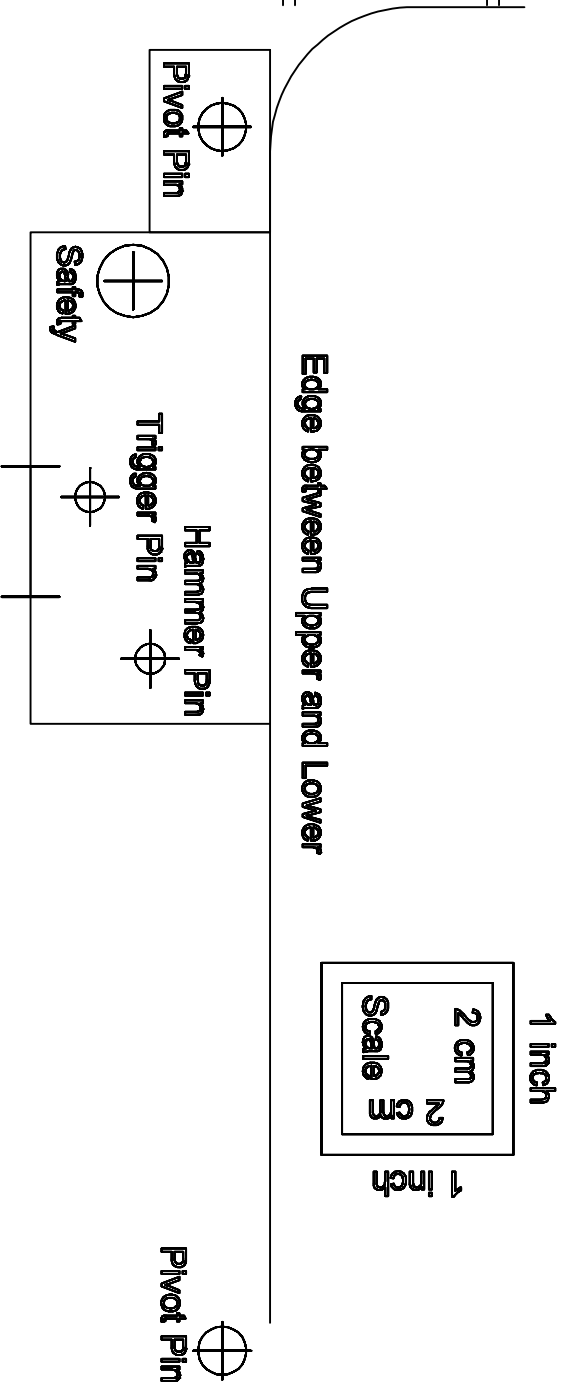 Pivot Pin
Safety
Trigger Pin
Hammer Pin
Edge between Upper and Lower
2 cm
Scale
2 cm
1 inch
1 inch
Pivot Pin